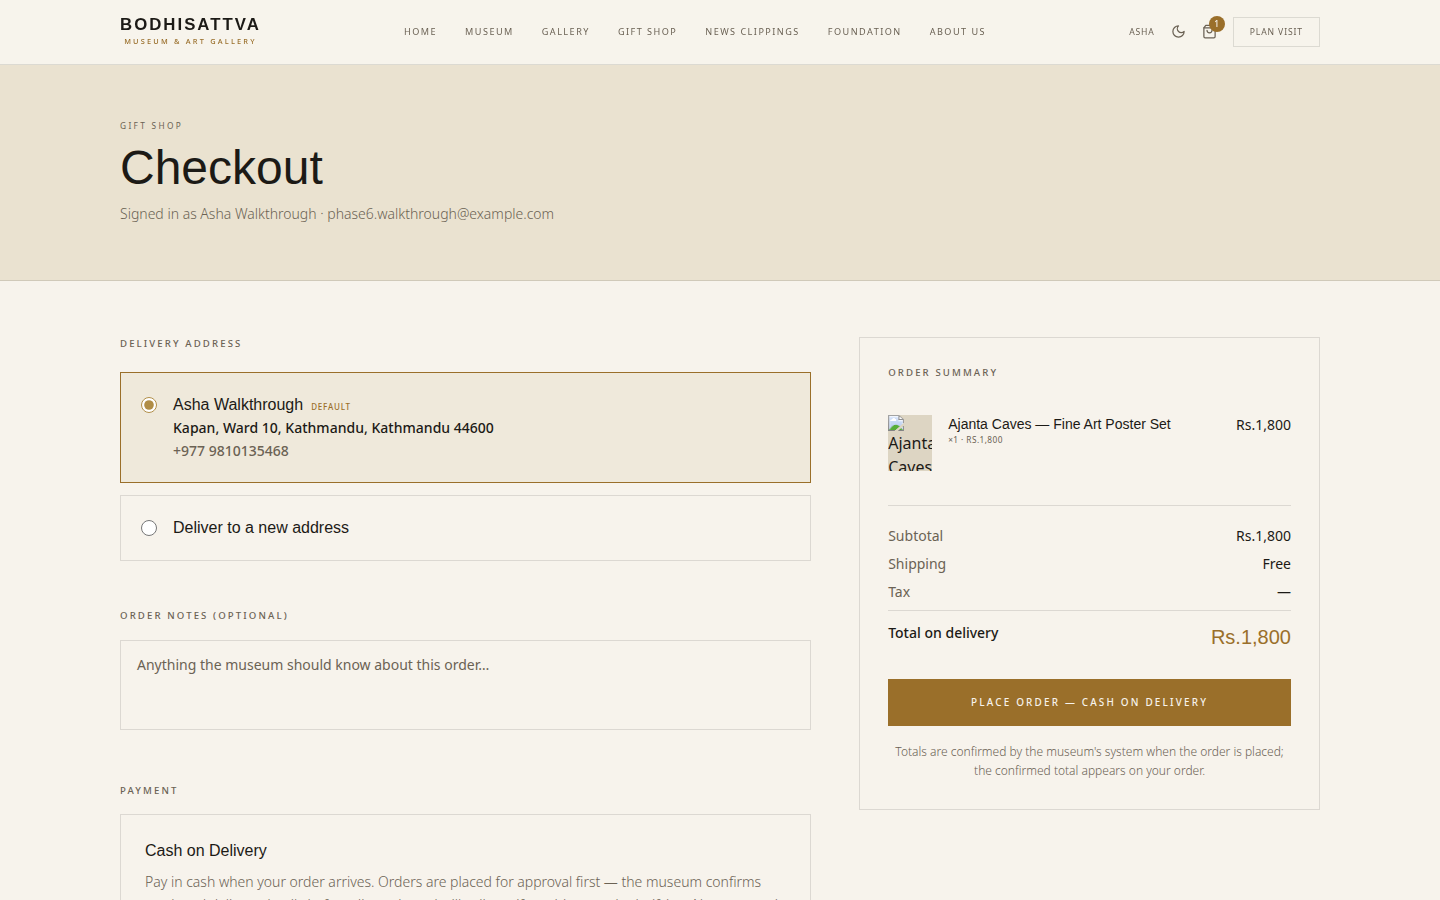 BODHISATTVA
MUSEUM & ART GALLERY
HOME
MUSEUM
GALLERY
GIFT SHOP
NEWS CLIPPINGS
FOUNDATION
ABOUT US
ASHA
1
PLAN VISIT
GIFT SHOP
Checkout
Signed in as Asha Walkthrough · phase6.walkthrough@example.com
DELIVERY ADDRESS
Asha Walkthrough DEFAULT
Kapan, Ward 10, Kathmandu, Kathmandu 44600
+977 9810135468
Deliver to a new address
ORDER NOTES (OPTIONAL)
Anything the museum should know about this order...
PAYMENT
Cash on Delivery
Pay in cash when your order arrives. Orders are placed for approval first — the museum confirms
ORDER SUMMARY
Ajanta
Caves
Ajanta Caves — Fine Art Poster Set
×1 · RS.1,800
Rs.1,800
Subtotal Rs.1,800
Shipping Free
Tax —
Total on delivery Rs.1,800
PLACE ORDER — CASH ON DELIVERY
Totals are confirmed by the museum's system when the order is placed;
the confirmed total appears on your order.